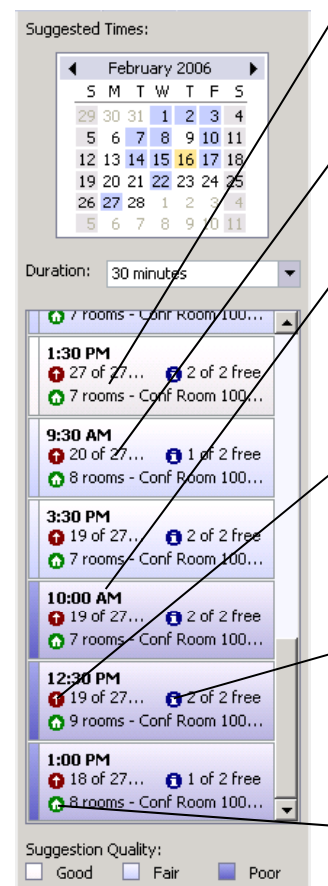 Suggested Times:
February 2006
S M T W T F S
29 30 31 1 2 3 4
5 6 7 8 9 10 11
12 13 14 15 16 17 18
19 20 21 22 23 24 25
26 27 28 1 2 3 4
5 6 7 8 9 10 11
Duration: 30 minutes
7 rooms - Conf Room 100...
1:30 PM
27 of 27... 2 of 2 free
7 rooms - Conf Room 100...
9:30 AM
20 of 27... 1 of 2 free
8 rooms - Conf Room 100...
3:30 PM
19 of 27... 2 of 2 free
7 rooms - Conf Room 100...
10:00 AM
19 of 27... 2 of 2 free
7 rooms - Conf Room 100...
12:30 PM
19 of 27... 2 of 2 free
9 rooms - Conf Room 100...
1:00 PM
18 of 27... 1 of 2 free
8 rooms - Conf Room 100...
Suggestion Quality:
Good Fair Poor